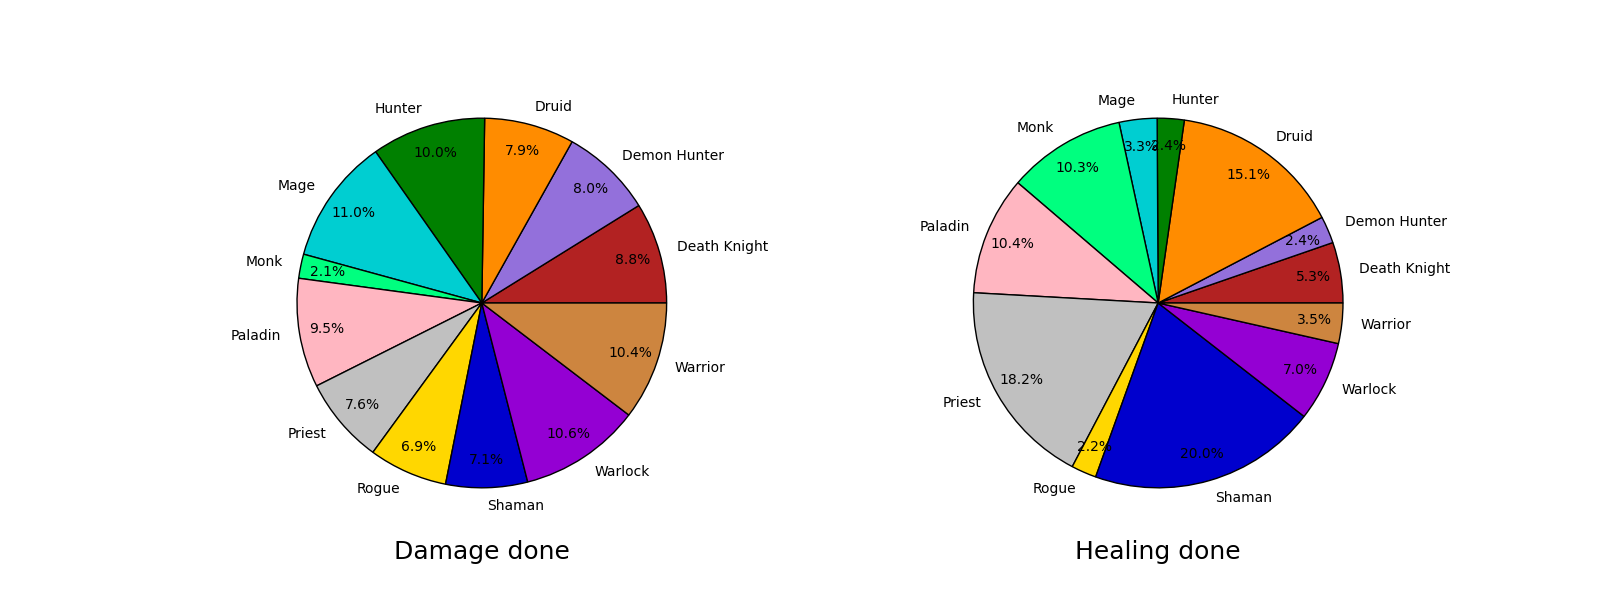 Hunter
Druid
10.0%
7.9%
Demon Hunter
8.0%
Mage
11.0%
Death Knight
8.8%
Monk
2.1%
Paladin
9.5%
10.4%
Warrior
Priest
7.6%
6.9%
7.1%
10.6%
Warlock
Rogue
Shaman
Damage done
Mage
Hunter
Monk
Druid
3.3%
2.4%
10.3%
15.1%
Paladin
10.4%
Demon Hunter
2.4%
Death Knight
5.3%
3.5%
Warrior
18.2%
7.0%
Warlock
Priest
2.2%
20.0%
Rogue
Shaman
Healing done